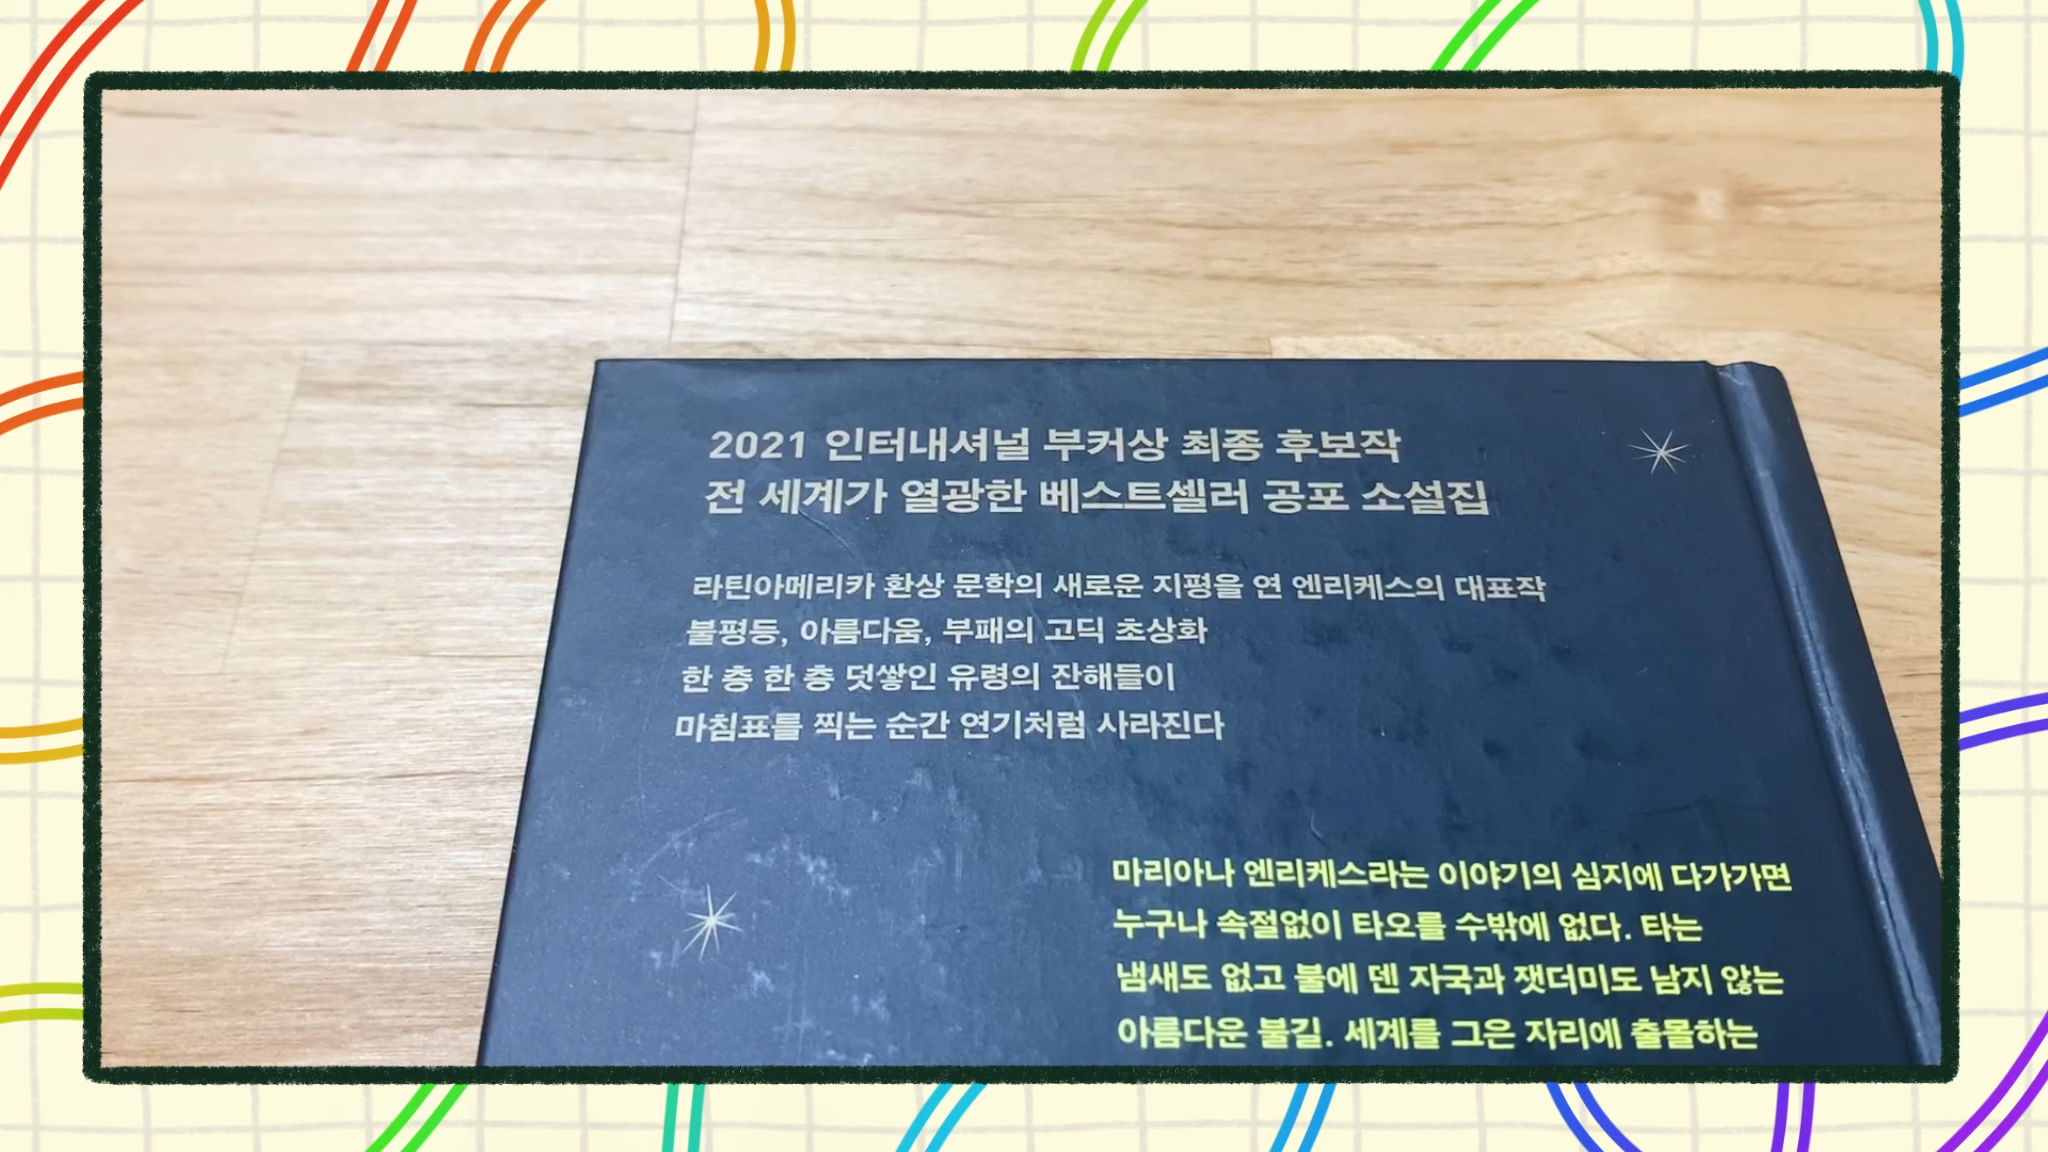 2021 인터내셔널 부커상 최종 후보작
전 세계가 열광한 베스트셀러 공포 소설집
라틴아메리카 환상 문학의 새로운 지평을 연 엔리케스의 대표작
불평등, 아름다움, 부패의 고딕 초상화
한 층 한 층 덧쌓인 유령의 잔해들이
마침표를 찍는 순간 연기처럼 사라진다
마리아나 엔리케스라는 이야기의 심지에 다가가면
누구나 속절없이 타오를 수밖에 없다. 타는
냄새도 없고 불에 덴 자국과 잿더미도 남지 않는
아름다운 불길. 세계를 그은 자리에 출몰하는